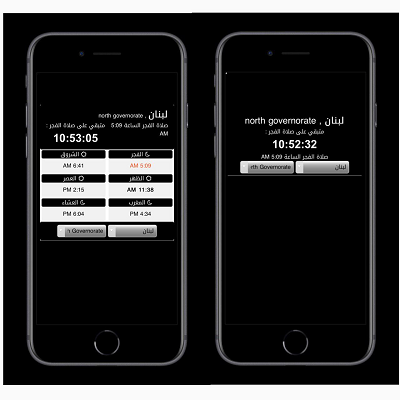 لبنان , north governorate
صلاة الفجر الساعة 5:09 AM
متبقي على صلاة الفجر :
10:53:05
الفجر
الشروق
5:09 AM
6:41 AM
الظهر
العصر
11:38 AM
2:15 PM
المغرب
العشاء
4:34 PM
6:04 PM
لبنان
n Governorate
لبنان , north governorate
متبقي على صلاة الفجر :
10:52:32
صلاة الفجر الساعة 5:09 AM
لبنان
rth Governorate